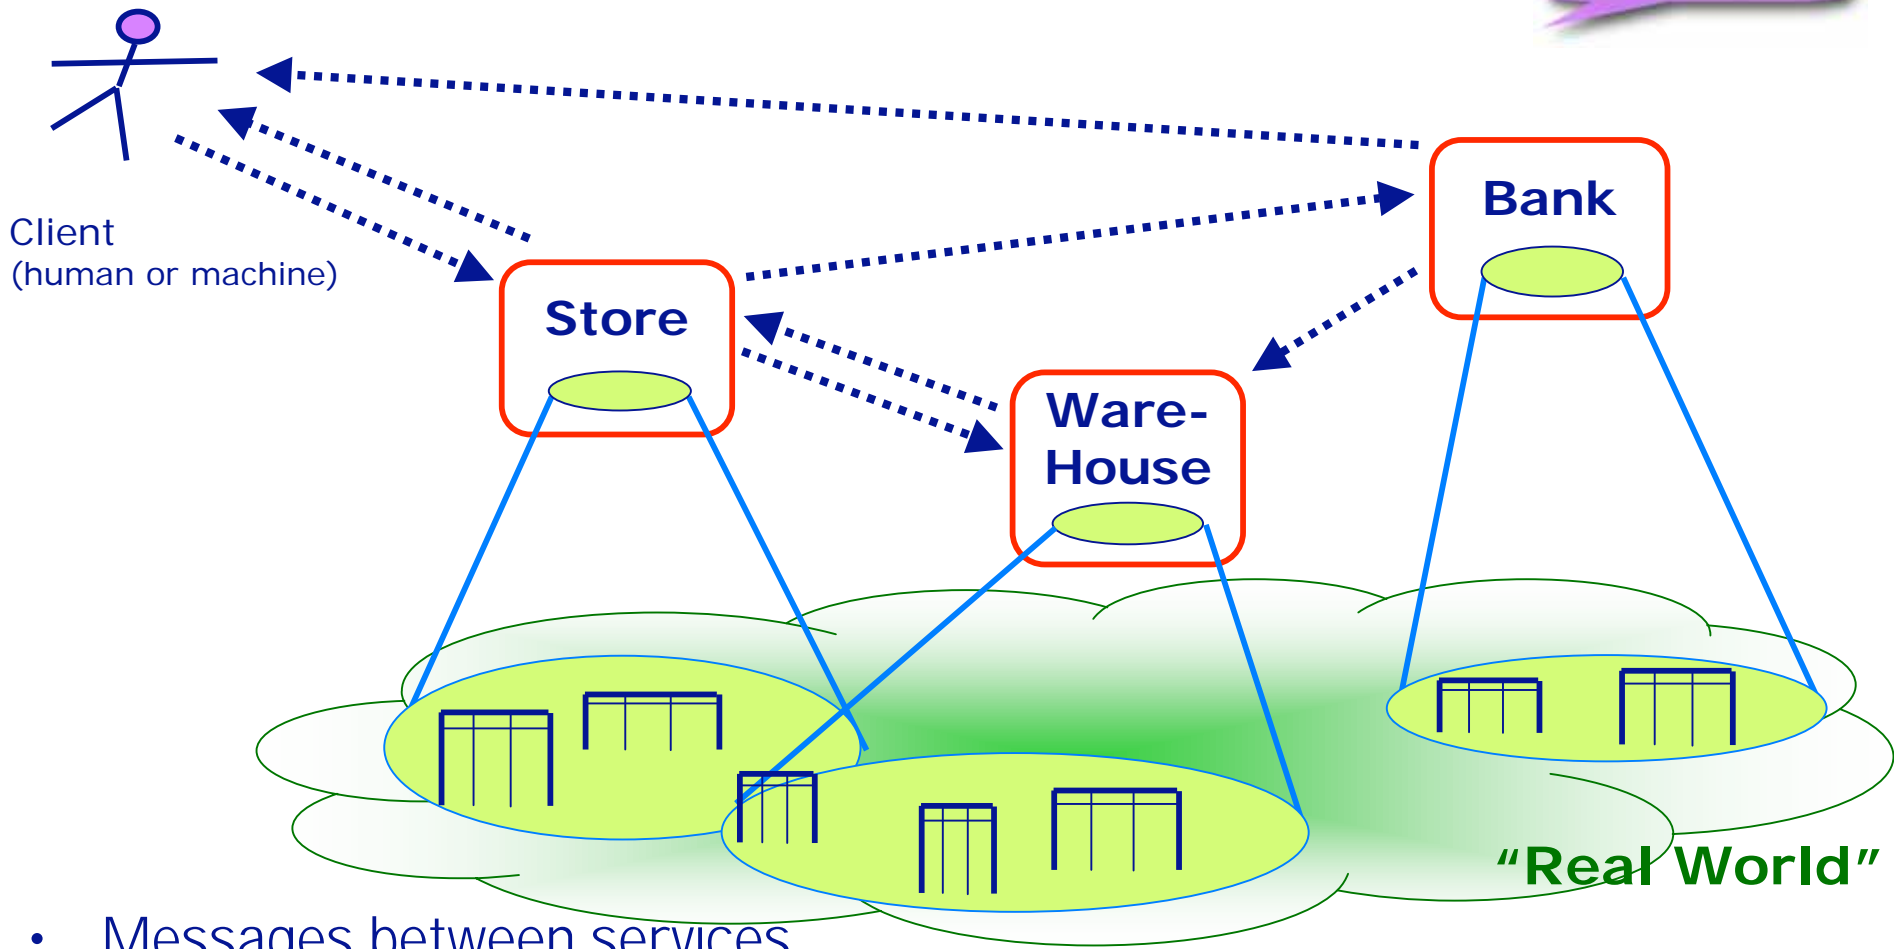 Client
(human or machine)
Bank
Store
Ware-
House
“Real World”
• Messages between services